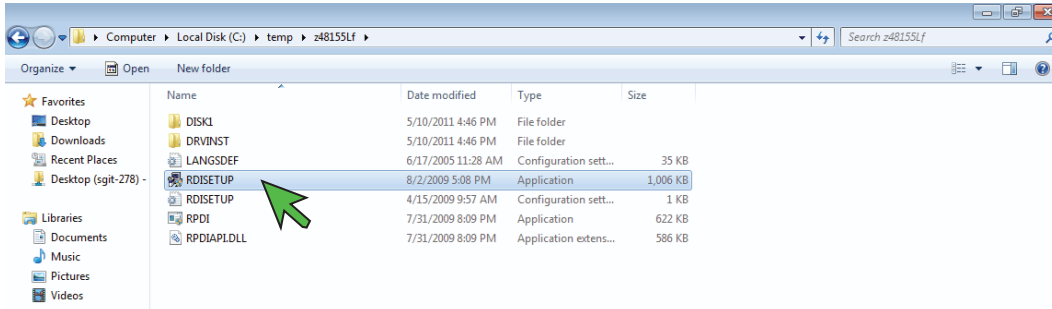 Computer Local Disk (C:) temp z48155Lf Search z48155Lf
Organize Open New folder
Favorites
Desktop
Downloads
Recent Places
Desktop (sgit-278) -
Libraries
Documents
Music
Pictures
Videos
Name Date modified Type Size
DISK1 5/10/2011 4:46 PM File folder
DRVINST 5/10/2011 4:46 PM File folder
LANGSDEF 6/17/2005 11:28 AM Configuration sett... 35 KB
RDISETUP 8/2/2009 5:08 PM Application 1,006 KB
RDISETUP 4/15/2009 9:57 AM Configuration sett... 1 KB
RPDI 7/31/2009 8:09 PM Application 622 KB
RPDIAPI.DLL 7/31/2009 8:09 PM Application extens... 586 KB